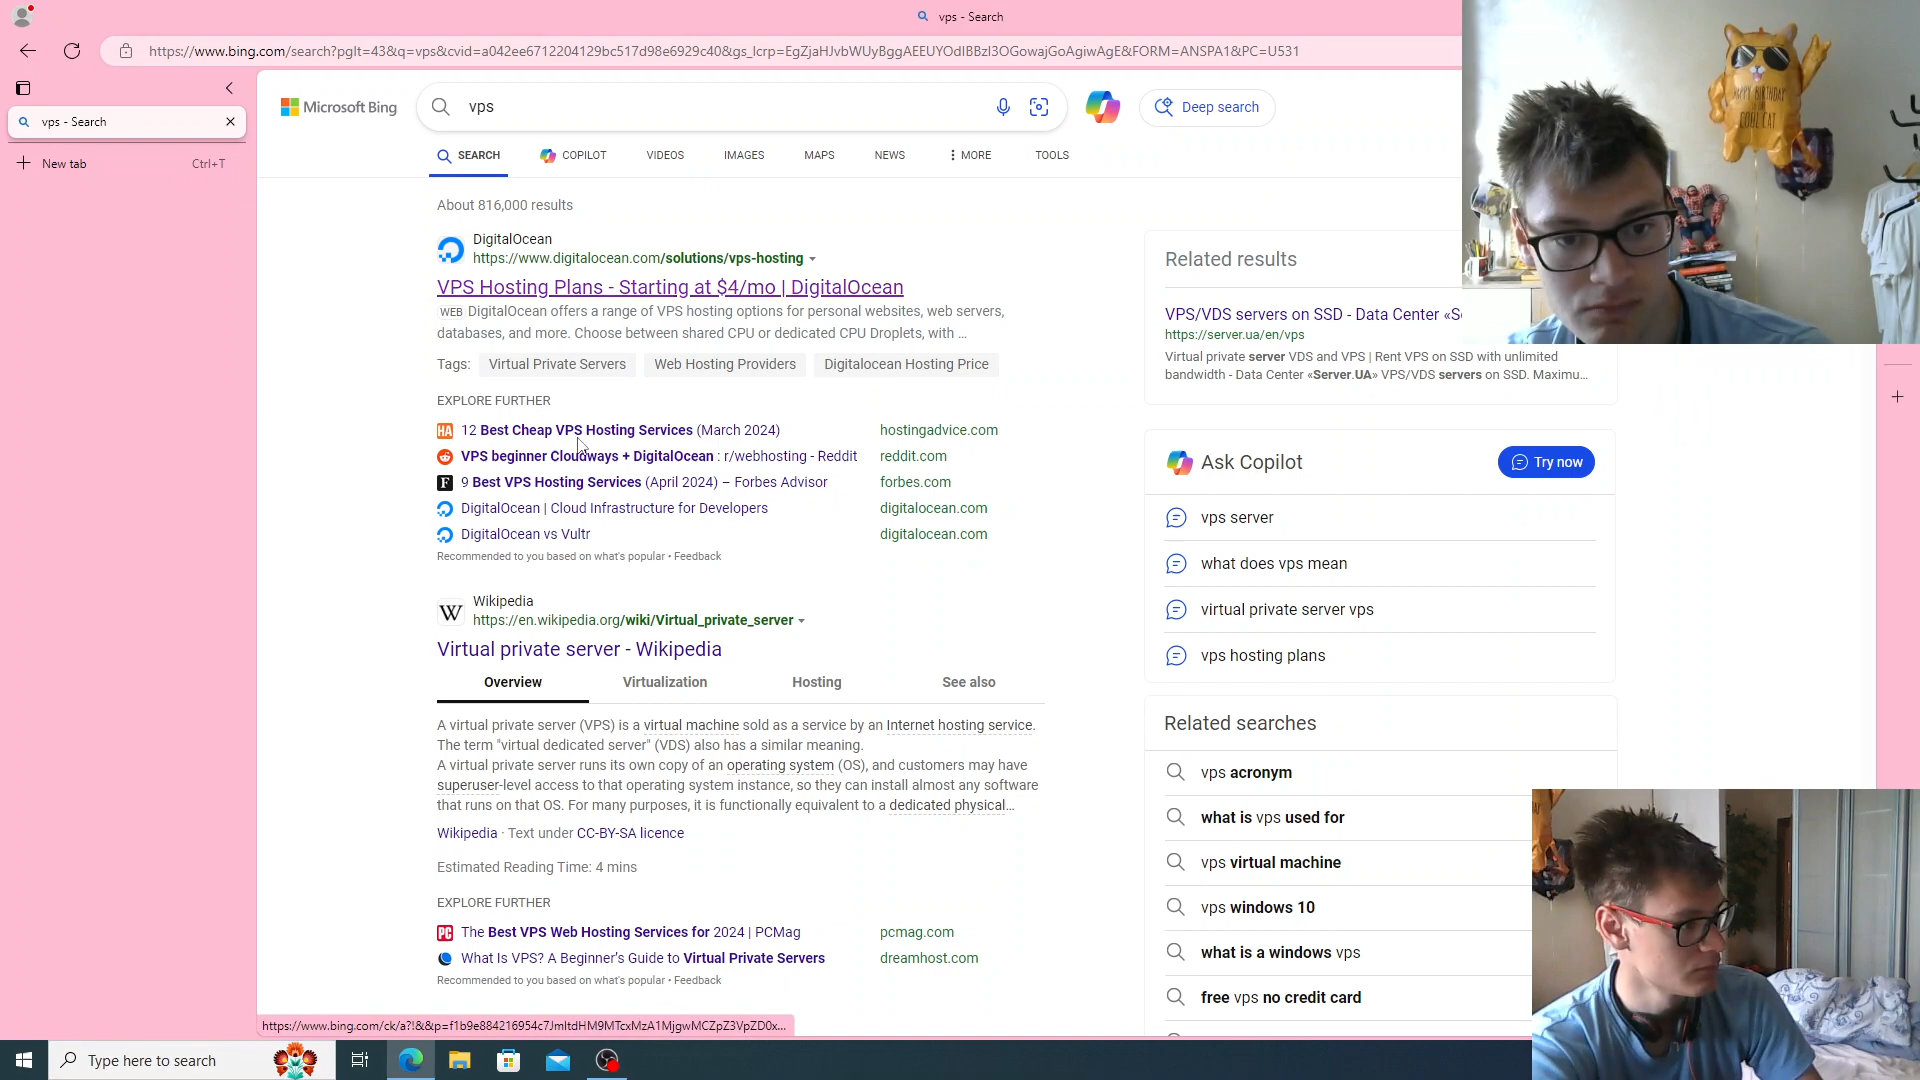 vps - Search
https://www.bing.com/search?pglt=43&q=vps&cvid=a042ee6712204129bc517d98e6929c40&gs_lcrp=EgZjaHJvbWUyBggAEEUYOdIBBzI3OGowajGoAgiwAgE&FORM=ANSPA1&PC=U531
vps - Search
New tab Ctrl+T
Microsoft Bing
vps
Deep search
SEARCH COPILOT VIDEOS IMAGES MAPS NEWS MORE TOOLS
About 816,000 results
DigitalOcean
https://www.digitalocean.com/solutions/vps-hosting
VPS Hosting Plans - Starting at $4/mo | DigitalOcean
WEB DigitalOcean offers a range of VPS hosting options for personal websites, web servers,
databases, and more. Choose between shared CPU or dedicated CPU Droplets, with ...
Tags: Virtual Private Servers Web Hosting Providers Digitalocean Hosting Price
EXPLORE FURTHER
HA 12 Best Cheap VPS Hosting Services (March 2024) hostingadvice.com
VPS beginner Cloudways + DigitalOcean : r/webhosting - Reddit reddit.com
F 9 Best VPS Hosting Services (April 2024) – Forbes Advisor forbes.com
DigitalOcean | Cloud Infrastructure for Developers digitalocean.com
DigitalOcean vs Vultr digitalocean.com
Recommended to you based on what's popular • Feedback
W Wikipedia
https://en.wikipedia.org/wiki/Virtual_private_server
Virtual private server - Wikipedia
Overview Virtualization Hosting See also
A virtual private server (VPS) is a virtual machine sold as a service by an Internet hosting service.
The term "virtual dedicated server" (VDS) also has a similar meaning.
A virtual private server runs its own copy of an operating system (OS), and customers may have
superuser-level access to that operating system instance, so they can install almost any software
that runs on that OS. For many purposes, it is functionally equivalent to a dedicated physical...
Wikipedia · Text under CC-BY-SA licence
Estimated Reading Time: 4 mins
EXPLORE FURTHER
PC The Best VPS Web Hosting Services for 2024 | PCMag pcmag.com
What Is VPS? A Beginner's Guide to Virtual Private Servers dreamhost.com
Recommended to you based on what's popular • Feedback
https://www.bing.com/ck/a?!&&p=f1b9e884216954c7JmltdHM9MTcxMzA1MjgwMCZpZ3VpZD0x...
Related results
VPS/VDS servers on SSD - Data Center «S
https://server.ua/en/vps
Virtual private server VDS and VPS | Rent VPS on SSD with unlimited
bandwidth - Data Center «Server.UA» VPS/VDS servers on SSD. Maximu...
Ask Copilot Try now
vps server
what does vps mean
virtual private server vps
vps hosting plans
Related searches
vps acronym
what is vps used for
vps virtual machine
vps windows 10
what is a windows vps
free vps no credit card
HAPPY BIRTHDAY
COOL CAT
Type here to search